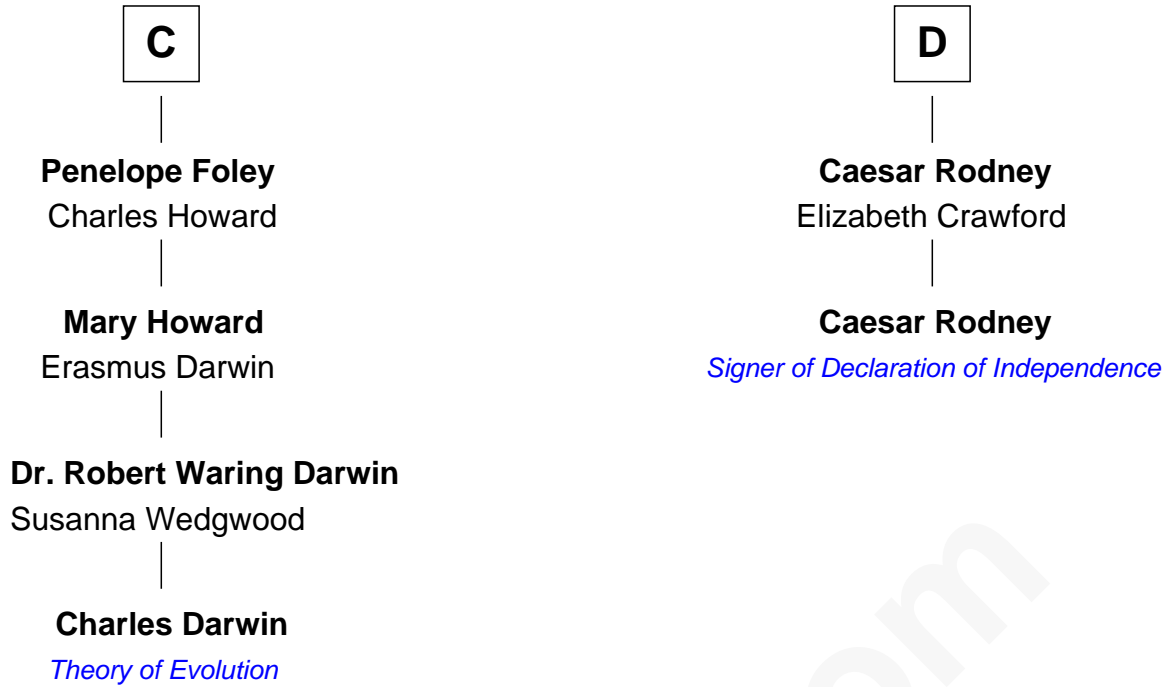 C
Penelope Foley
Charles Howard
Mary Howard
Erasmus Darwin
Dr. Robert Waring Darwin
Susanna Wedgwood
Charles Darwin
Theory of Evolution
D
Caesar Rodney
Elizabeth Crawford
Caesar Rodney
Signer of Declaration of Independence
om